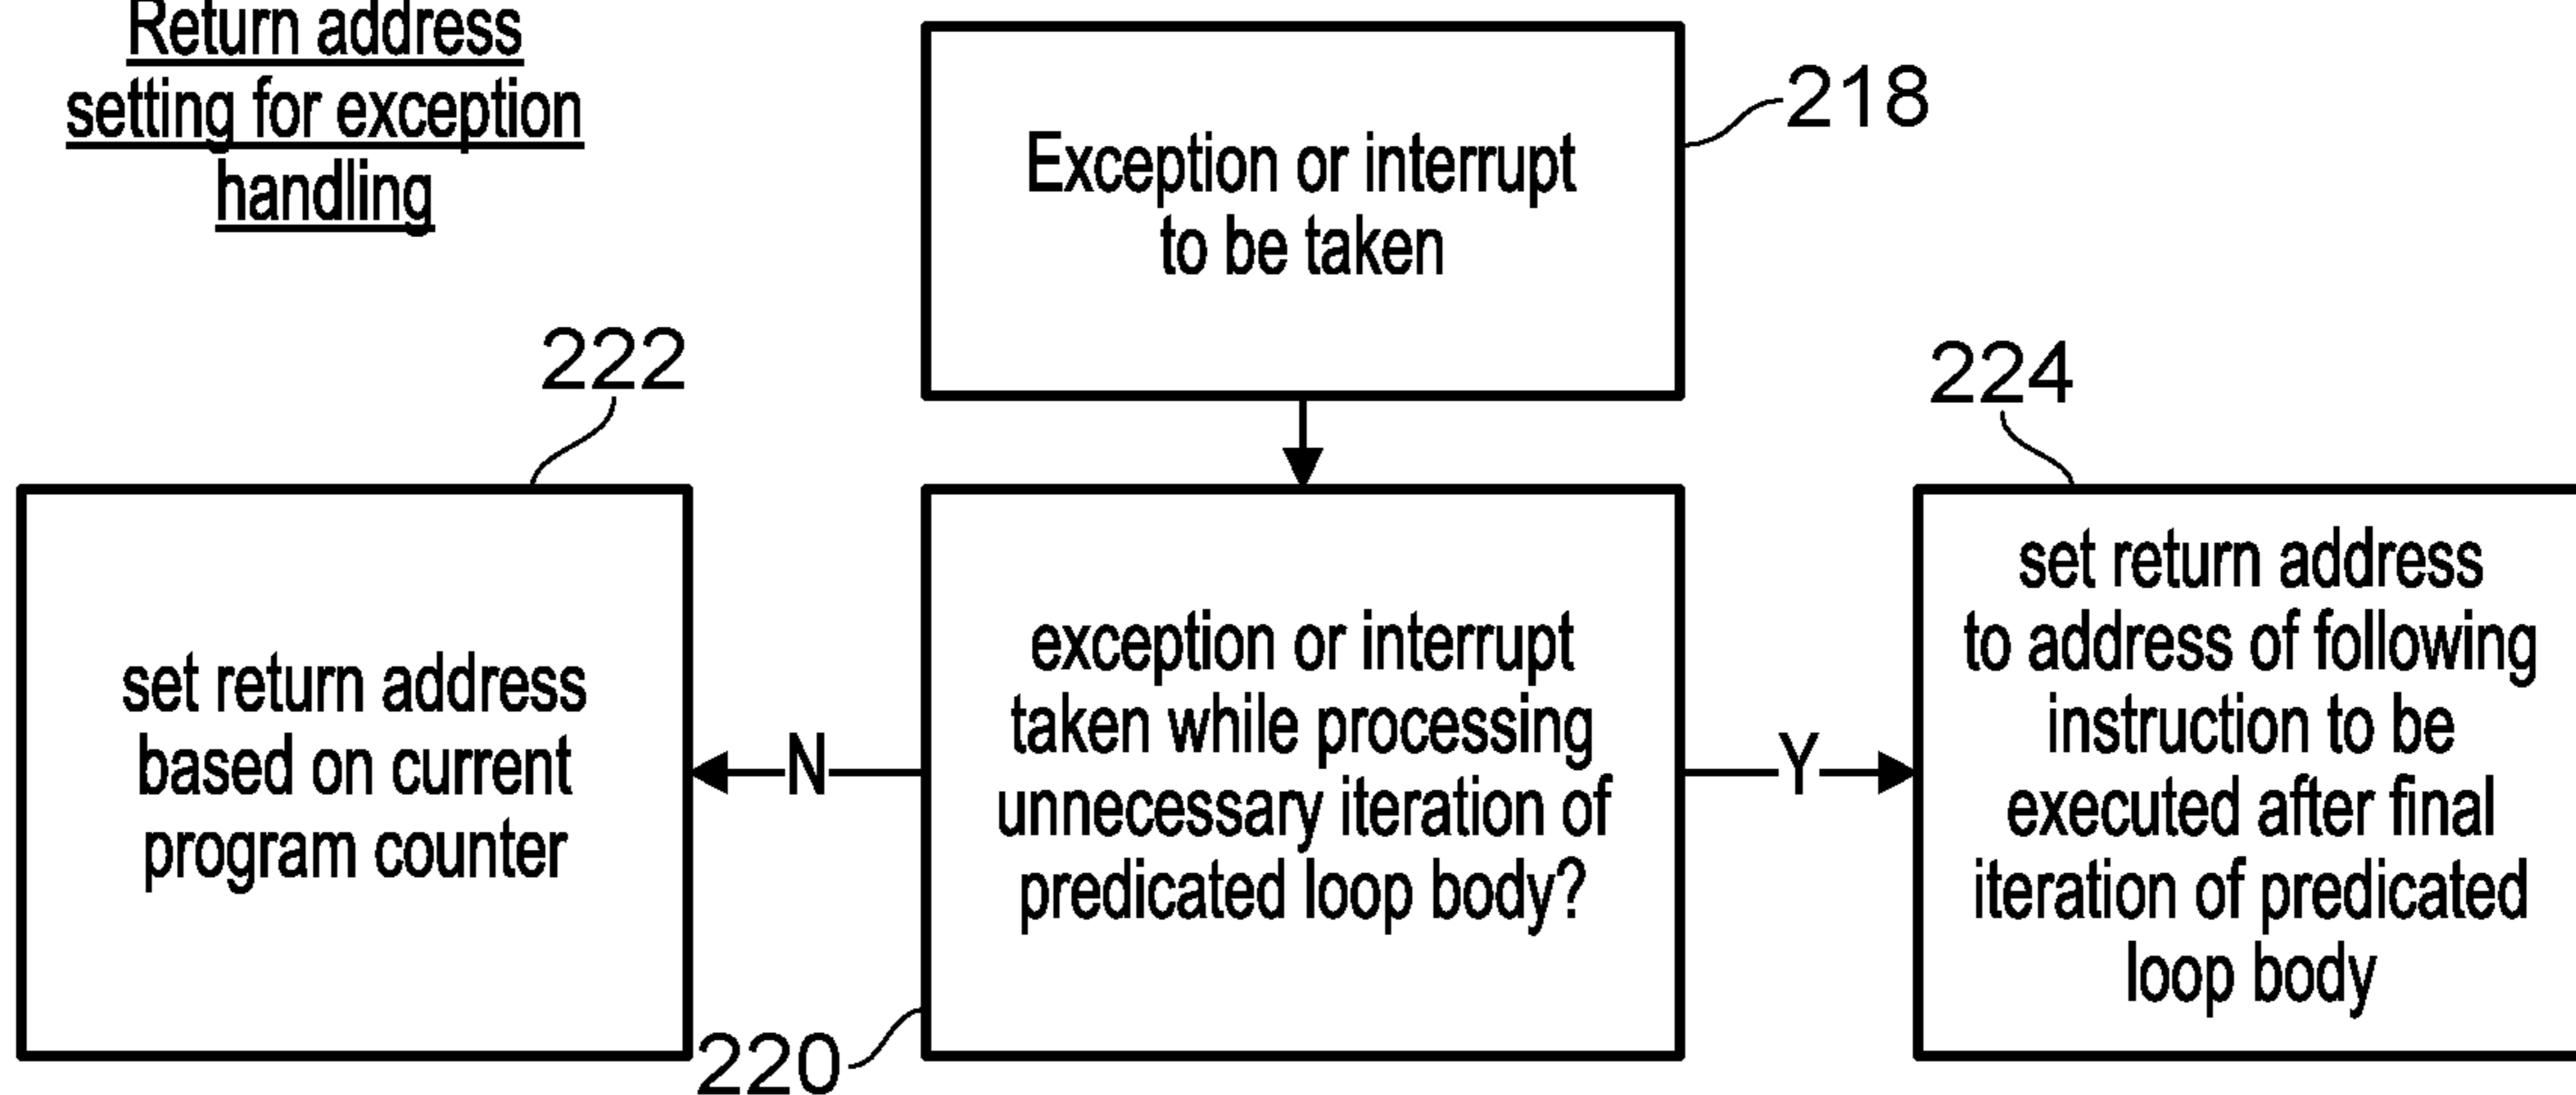 Return address
setting for exception
handling
Exception or interrupt
to be taken
218
222
set return address
based on current
program counter
N
exception or interrupt
taken while processing
unnecessary iteration of
predicated loop body?
220
Y
224
set return address
to address of following
instruction to be
executed after final
iteration of predicated
loop body